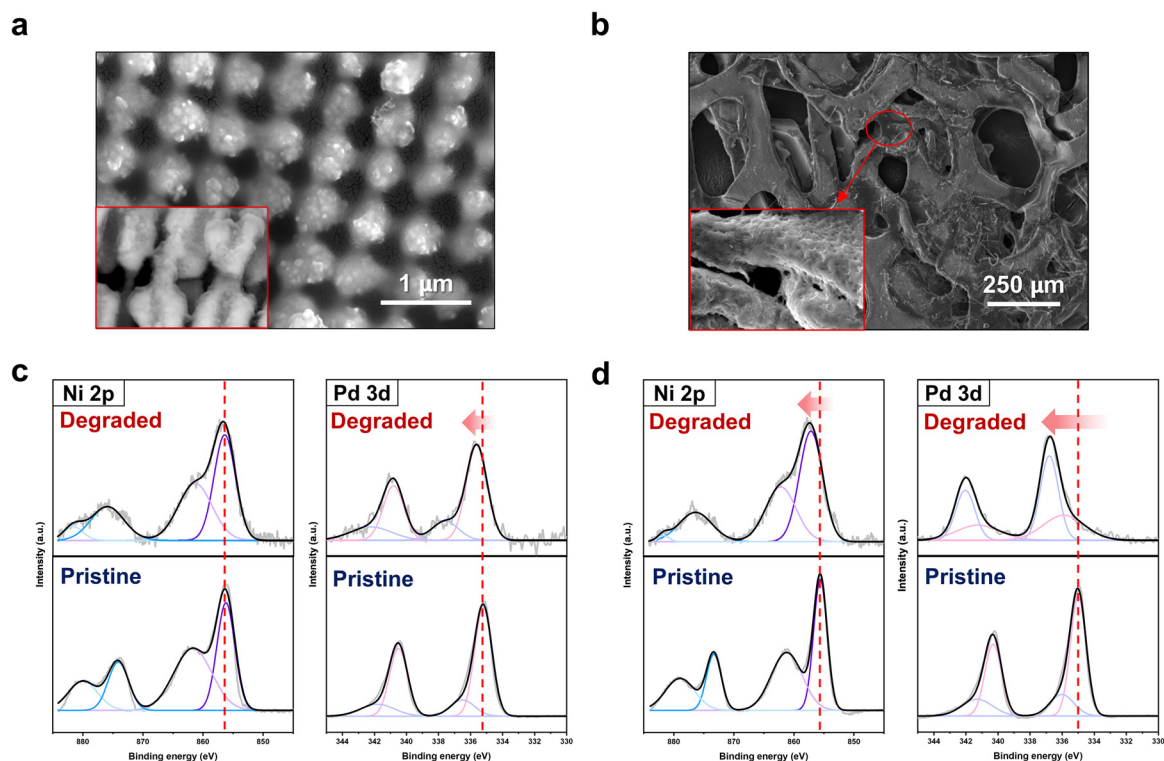 a
b
1 μm
250 μm
c
d
Ni 2p
Pd 3d
Ni 2p
Pd 3d
Degraded
Degraded
Degraded
Degraded
Pristine
Pristine
Pristine
Pristine
Intensity (a.u.)
Intensity (a.u.)
Intensity (a.u.)
Intensity (a.u.)
880 870 860 850
344 342 340 338 336 334 332 330
880 870 860 850
344 342 340 338 336 334 332 330
Binding energy (eV)
Binding energy (eV)
Binding energy (eV)
Binding energy (eV)